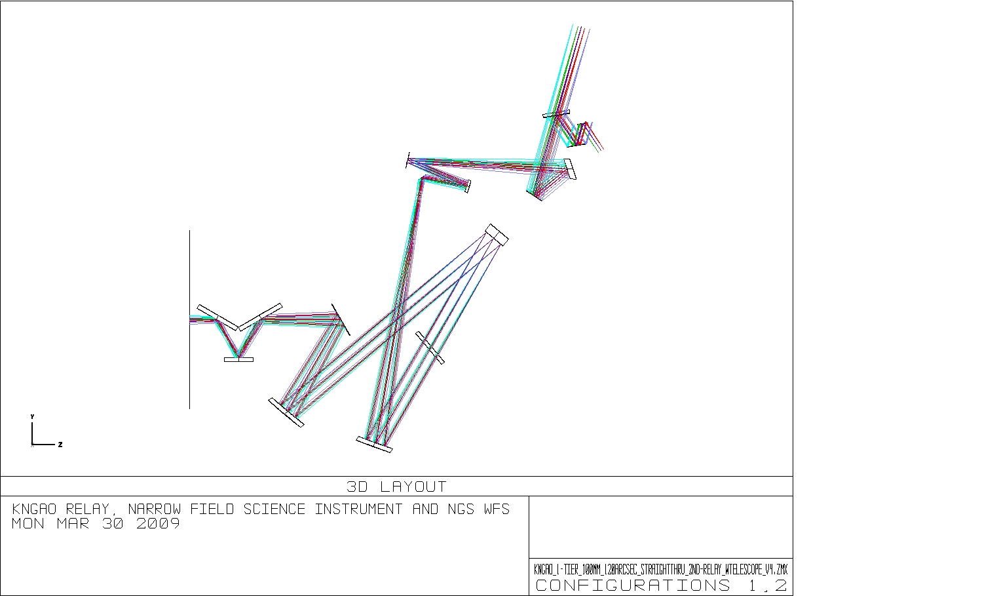 Y
Z
3D LAYOUT
KNGAO RELAY, NARROW FIELD SCIENCE INSTRUMENT AND NGS WFS
MON MAR 30 2009
KNGAO_1-TIER_100MM_120ARCSEC_STRAIGHTTHRU_2ND-RELAY_WTELESCOPE_V4.ZMX
CONFIGURATIONS 1,2